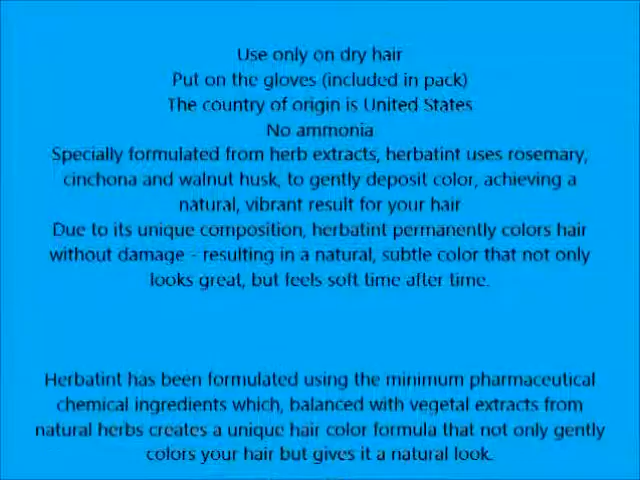 Use only on dry hair
Put on the gloves (included in pack)
The country of origin is United States
No ammonia
Specially formulated from herb extracts, herbatint uses rosemary,
cinchona and walnut husk, to gently deposit color, achieving a
natural, vibrant result for your hair
Due to its unique composition, herbatint permanently colors hair
without damage - resulting in a natural, subtle color that not only
looks great, but feels soft time after time.
Herbatint has been formulated using the minimum pharmaceutical
chemical ingredients which, balanced with vegetal extracts from
natural herbs creates a unique hair color formula that not only gently
colors your hair but gives it a natural look.